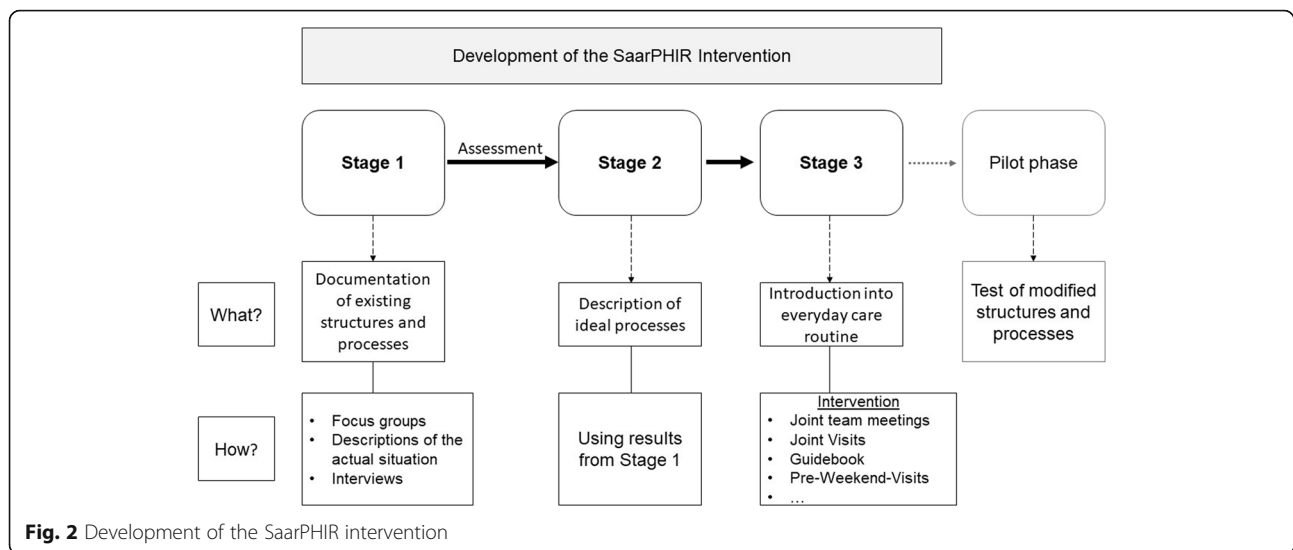 Development of the SaarPHIR Intervention
Stage 1
Assessment
Stage 2
Stage 3
Pilot phase
What?
Documentation
of existing
structures and
processes
Description of
ideal processes
Introduction into
everyday care
routine
Test of modified
structures and
processes
How?
• Focus groups
• Descriptions of the
actual situation
• Interviews
Using results
from Stage 1
Intervention
• Joint team meetings
• Joint Visits
• Guidebook
• Pre-Weekend-Visits
• ...
Fig. 2 Development of the SaarPHIR intervention